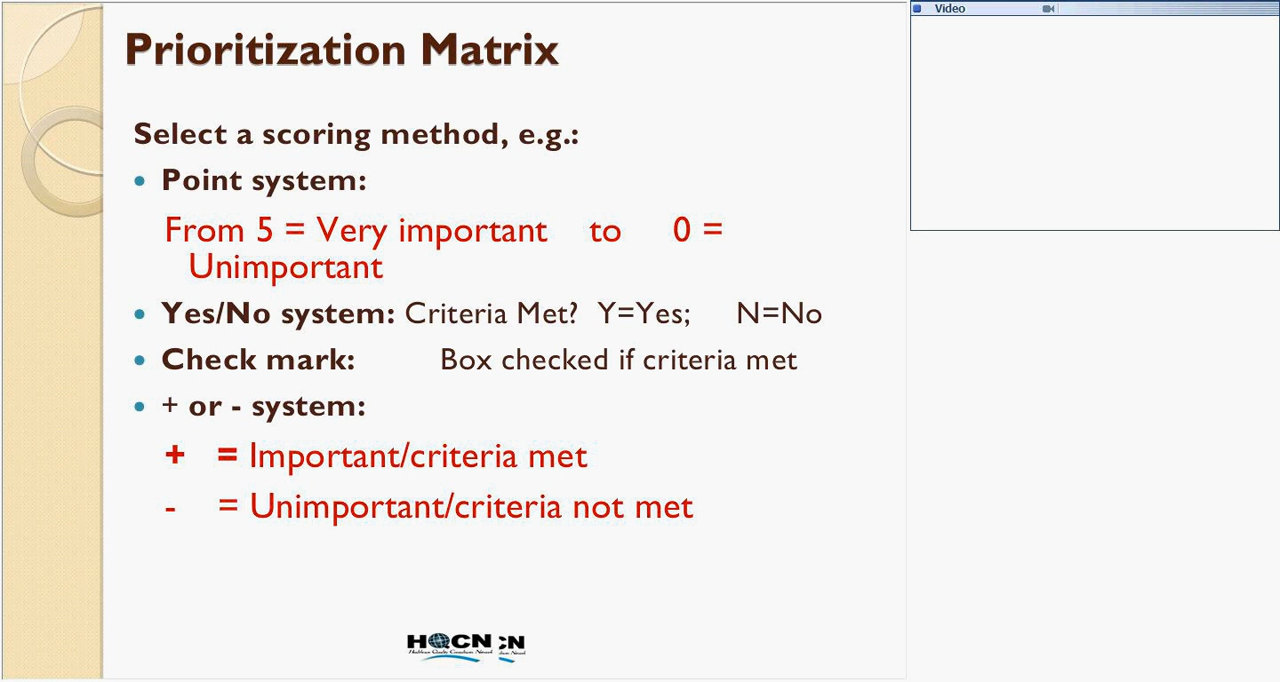 Prioritization Matrix
Video
Select a scoring method, e.g.:
• Point system:
From 5 = Very important to 0 =
Unimportant
• Yes/No system: Criteria Met? Y=Yes; N=No
• Check mark: Box checked if criteria met
• + or - system:
+ = Important/criteria met
- = Unimportant/criteria not met
HQCN CN